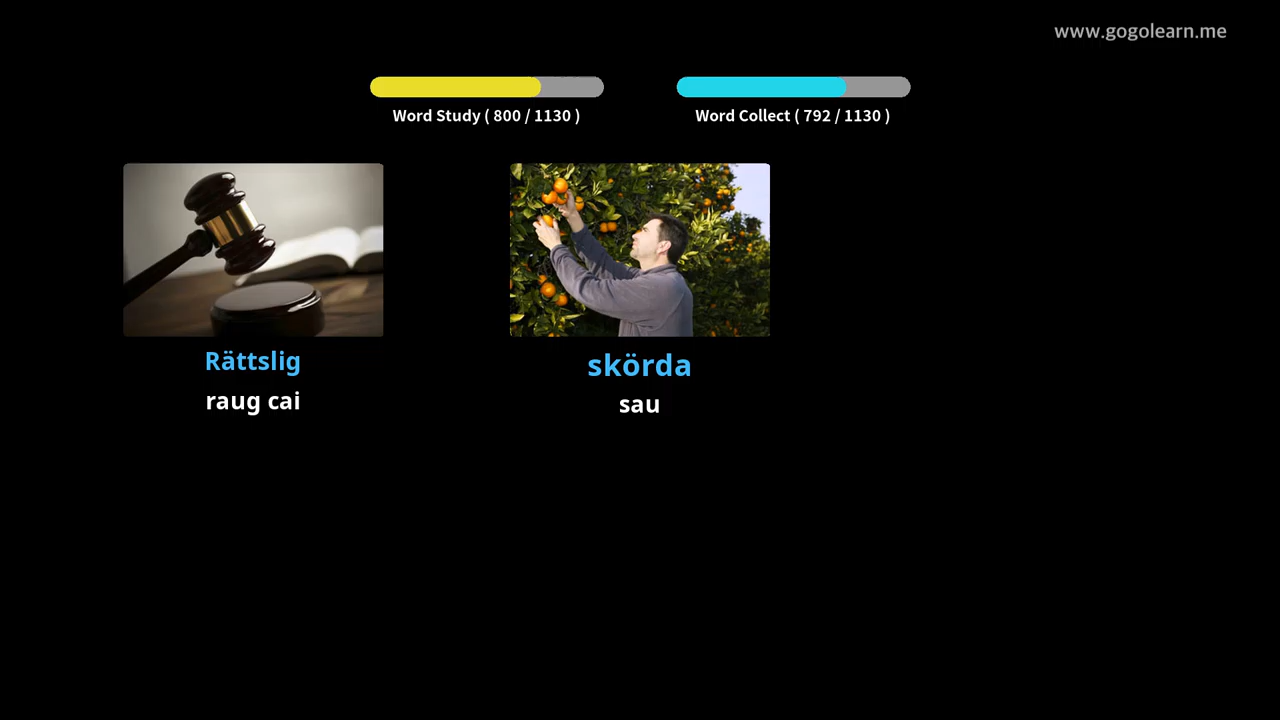 www.gogolearn.me
Word Study ( 800 / 1130 )
Word Collect ( 792 / 1130 )
Rättslig
raug cai
skörda
sau